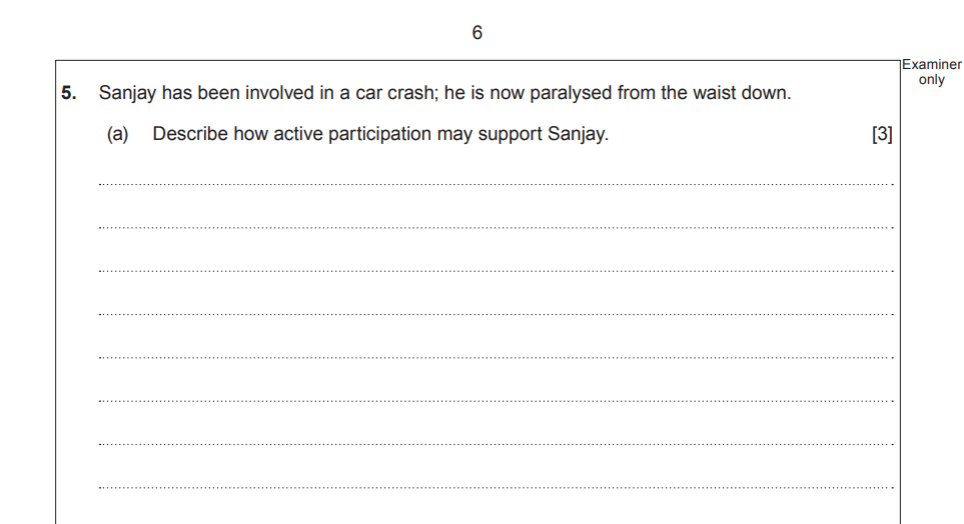 6
Examiner
only
5. Sanjay has been involved in a car crash; he is now paralysed from the waist down.
(a) Describe how active participation may support Sanjay. [3]